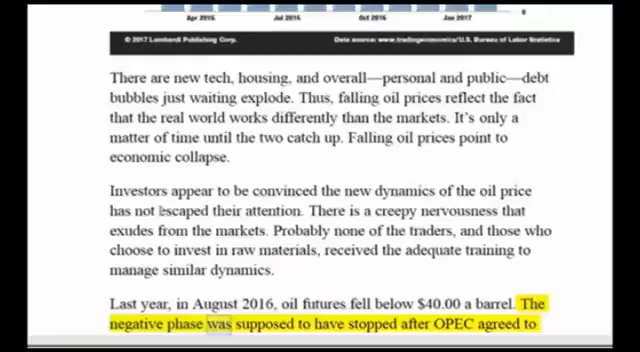 Apr 2016 Jul 2016 Oct 2016 Jan 2017
© 2017 Lombardi Publishing Corp. Data source: www.tradingeconomics/U.S. Bureau of Labor Statistics
There are new tech, housing, and overall—personal and public—debt
bubbles just waiting explode. Thus, falling oil prices reflect the fact
that the real world works differently than the markets. It's only a
matter of time until the two catch up. Falling oil prices point to
economic collapse.
Investors appear to be convinced the new dynamics of the oil price
has not escaped their attention. There is a creepy nervousness that
exudes from the markets. Probably none of the traders, and those who
choose to invest in raw materials, received the adequate training to
manage similar dynamics.
Last year, in August 2016, oil futures fell below $40.00 a barrel. The
negative phase was supposed to have stopped after OPEC agreed to